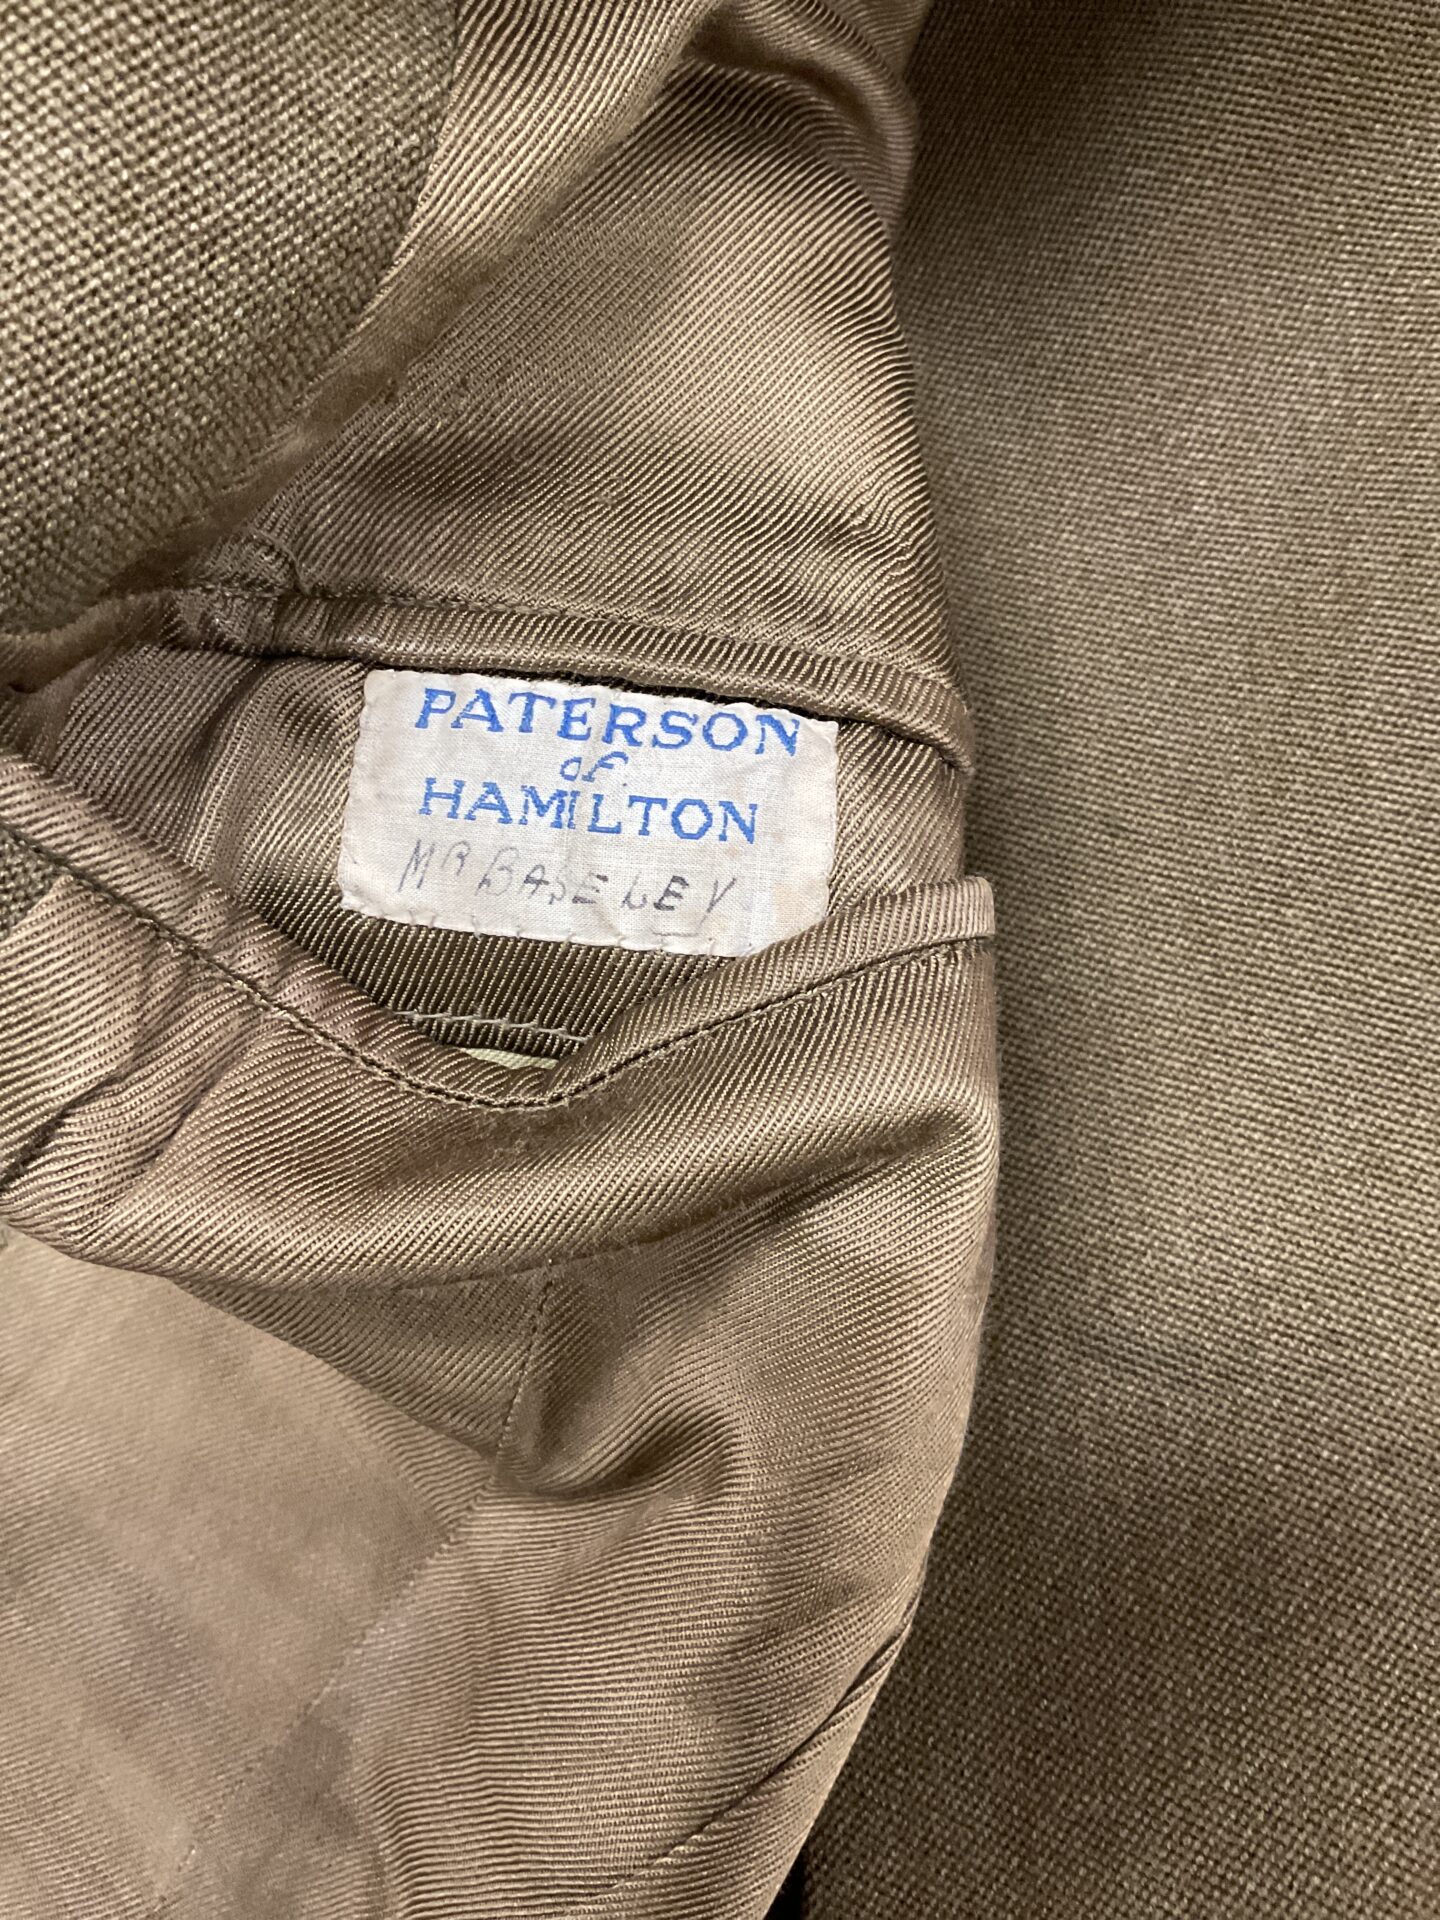 PATERSON
of
HAMILTON
MR BASELEY